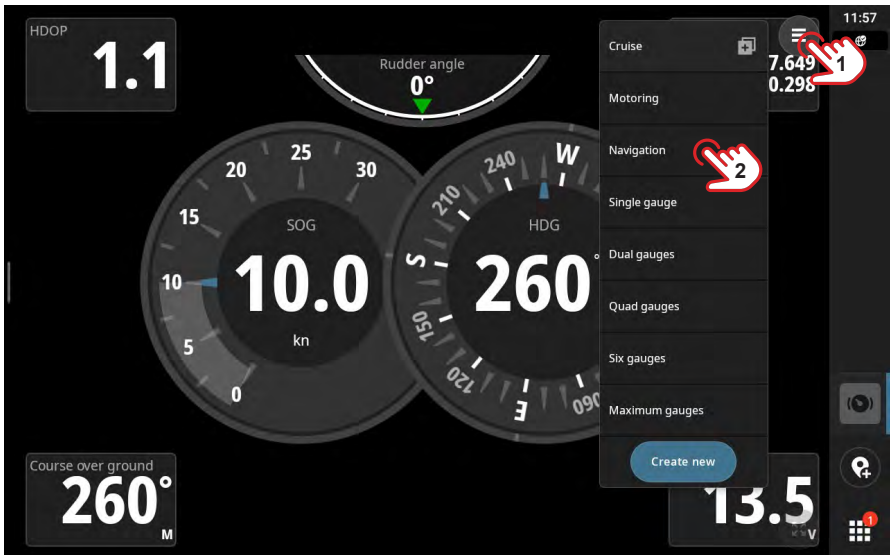 HDOP
1.1
Rudder angle
0°
7.649
0.298
11:57
1
Cruise
Motoring
Navigation
2
Single gauge
Dual gauges
Quad gauges
Six gauges
Maximum gauges
Create new
0
5
10
15
20
25
30
SOG
10.0
kn
E
060
120
150
S
210
240
W
HDG
260°
Course over ground
260°
M
13.5
V
1